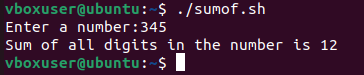 vboxuser@ubuntu:~$ ./sumof.sh
Enter a number:345
Sum of all digits in the number is 12
vboxuser@ubuntu:~$